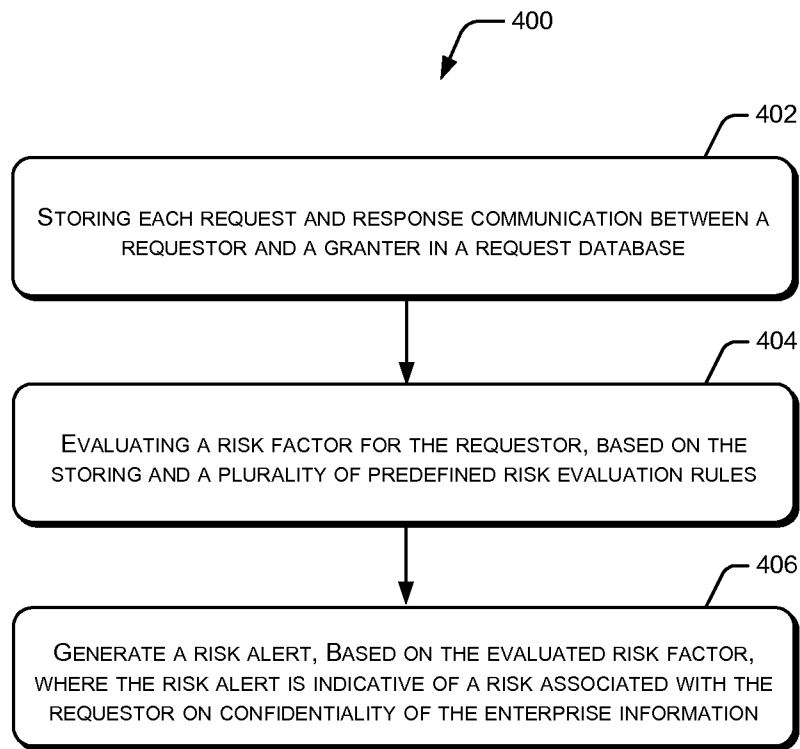 400
402
STORING EACH REQUEST AND RESPONSE COMMUNICATION BETWEEN A
REQUESTOR AND A GRANTER IN A REQUEST DATABASE
404
EVALUATING A RISK FACTOR FOR THE REQUESTOR, BASED ON THE
STORING AND A PLURALITY OF PREDEFINED RISK EVALUATION RULES
406
GENERATE A RISK ALERT, BASED ON THE EVALUATED RISK FACTOR,
WHERE THE RISK ALERT IS INDICATIVE OF A RISK ASSOCIATED WITH THE
REQUESTOR ON CONFIDENTIALITY OF THE ENTERPRISE INFORMATION